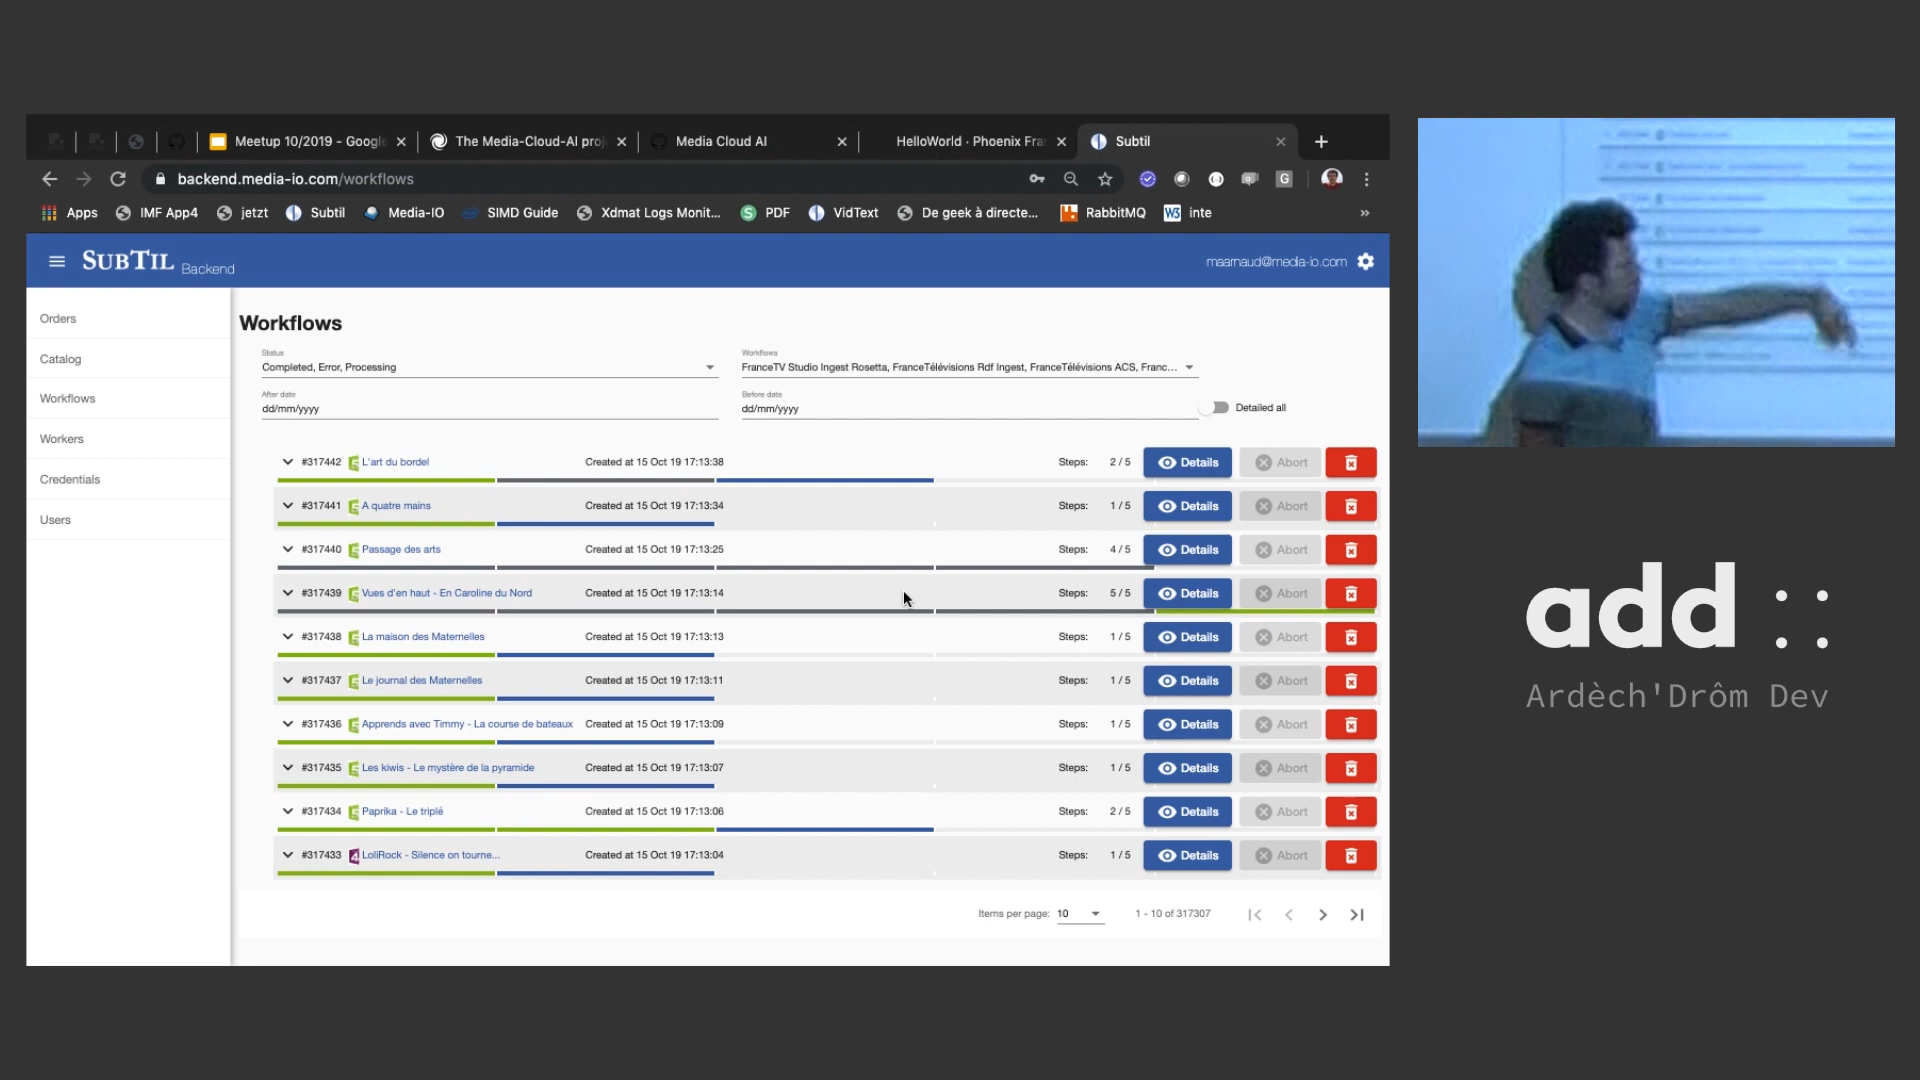 Meetup 10/2019 - Google
The Media-Cloud-AI proj
Media Cloud AI
HelloWorld · Phoenix Fra
Subtil
backend.media-io.com/workflows
Apps
IMF App4
jetzt
Subtil
Media-IO
SIMD Guide
Xdmat Logs Monit...
PDF
VidText
De geek à directe...
RabbitMQ
inte
»
SUBTIL Backend
maarnaud@media-io.com
Orders
Catalog
Workflows
Workers
Credentials
Users
Workflows
Status
Completed, Error, Processing
Workflows
FranceTV Studio Ingest Rosetta, FranceTélévisions Rdf Ingest, FranceTélévisions ACS, Franc...
After date
dd/mm/yyyy
Before date
dd/mm/yyyy
Detailed all
#317442 L'art du bordel Created at 15 Oct 19 17:13:38 Steps: 2 / 5 Details Abort
#317441 A quatre mains Created at 15 Oct 19 17:13:34 Steps: 1 / 5 Details Abort
#317440 Passage des arts Created at 15 Oct 19 17:13:25 Steps: 4 / 5 Details Abort
#317439 Vues d'en haut - En Caroline du Nord Created at 15 Oct 19 17:13:14 Steps: 5 / 5 Details Abort
#317438 La maison des Maternelles Created at 15 Oct 19 17:13:13 Steps: 1 / 5 Details Abort
#317437 Le journal des Maternelles Created at 15 Oct 19 17:13:11 Steps: 1 / 5 Details Abort
#317436 Apprends avec Timmy - La course de bateaux Created at 15 Oct 19 17:13:09 Steps: 1 / 5 Details Abort
#317435 Les kiwis - Le mystère de la pyramide Created at 15 Oct 19 17:13:07 Steps: 1 / 5 Details Abort
#317434 Paprika - Le triplé Created at 15 Oct 19 17:13:06 Steps: 2 / 5 Details Abort
#317433 LoliRock - Silence on tourne... Created at 15 Oct 19 17:13:04 Steps: 1 / 5 Details Abort
Items per page: 10 1 - 10 of 317307
add ::
Ardèch'Drôm Dev